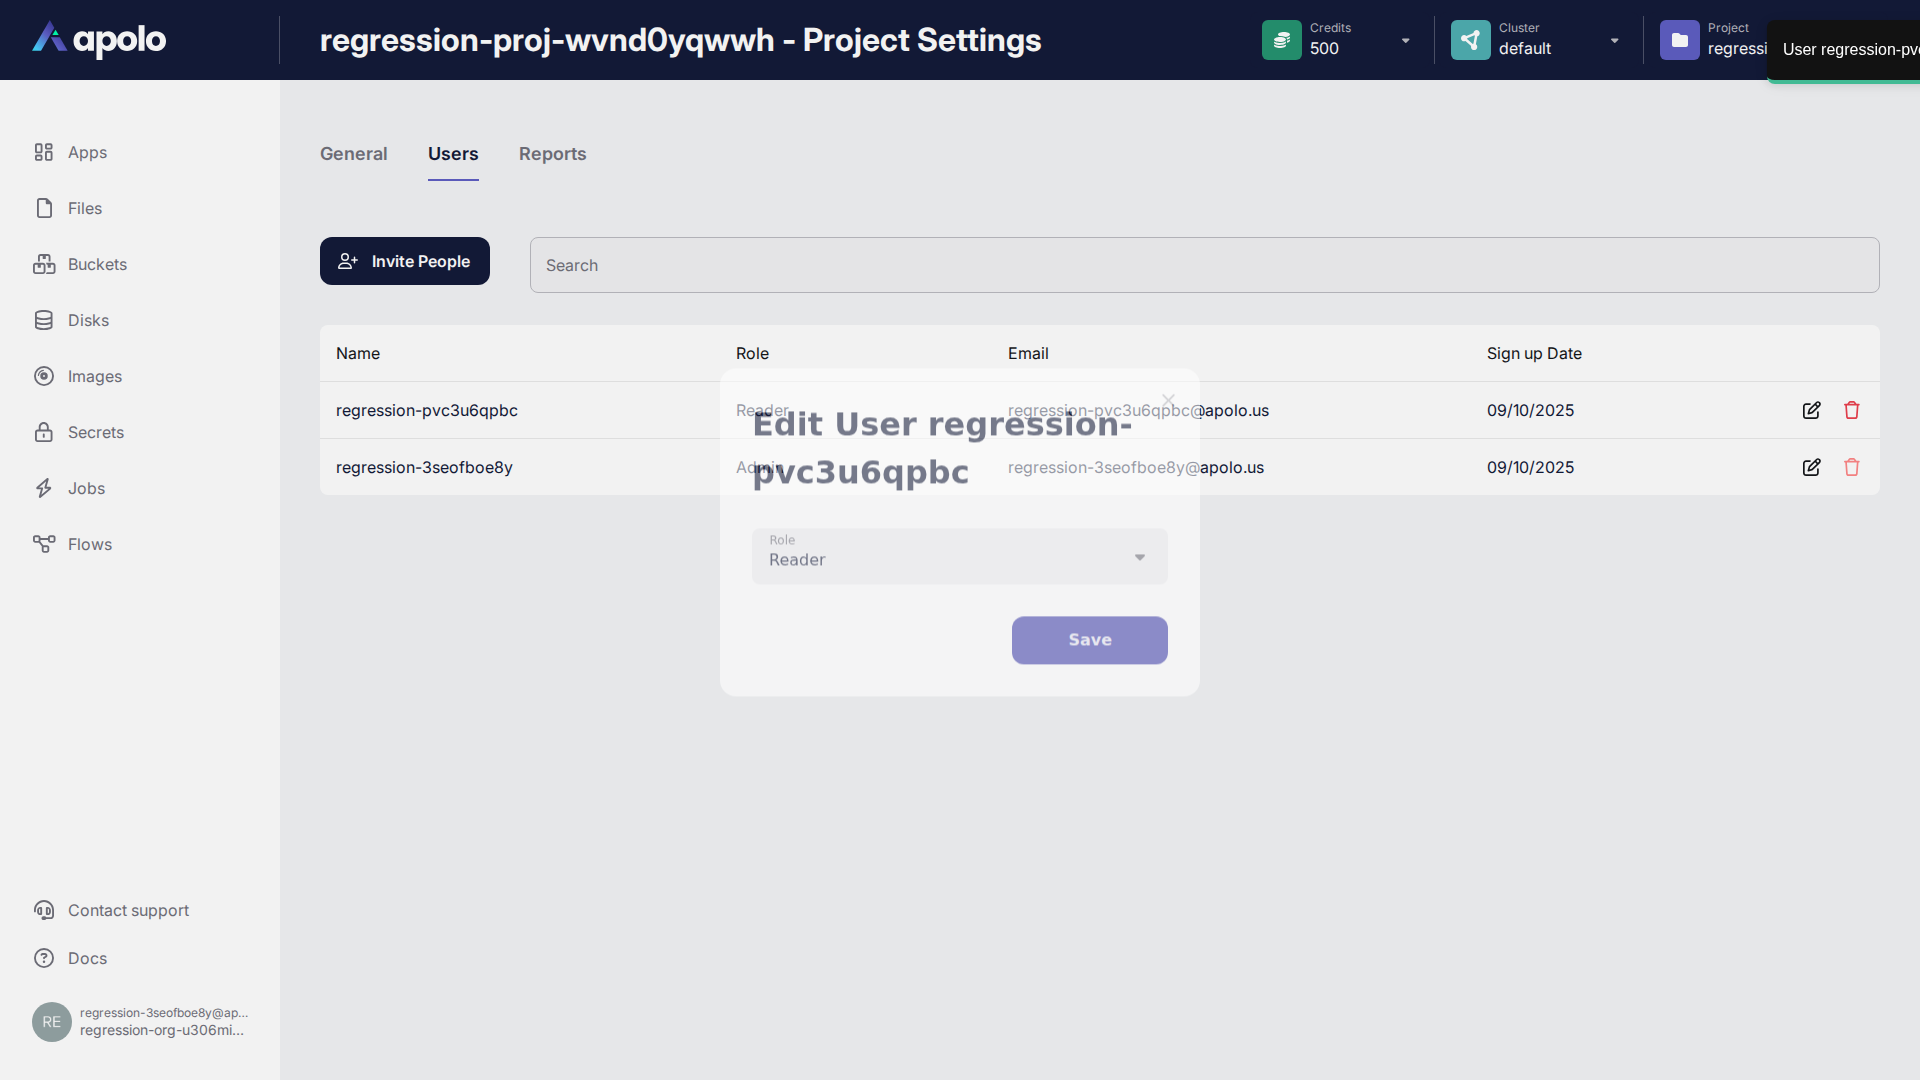 apolo
regression-proj-wvnd0yqwwh - Project Settings
Credits
500
Cluster
default
Project
regressi
User regression-pvc
Apps
Files
Buckets
Disks
Images
Secrets
Jobs
Flows
General
Users
Reports
Invite People
Search
Name Role Email Sign up Date
regression-pvc3u6qpbc Reader regression-pvc3u6qpbc@apolo.us 09/10/2025
regression-3seofboe8y Admin regression-3seofboe8y@apolo.us 09/10/2025
Edit User regression-
pvc3u6qpbc
Role
Reader
Save
Contact support
Docs
RE
regression-3seofboe8y@ap...
regression-org-u306mi...